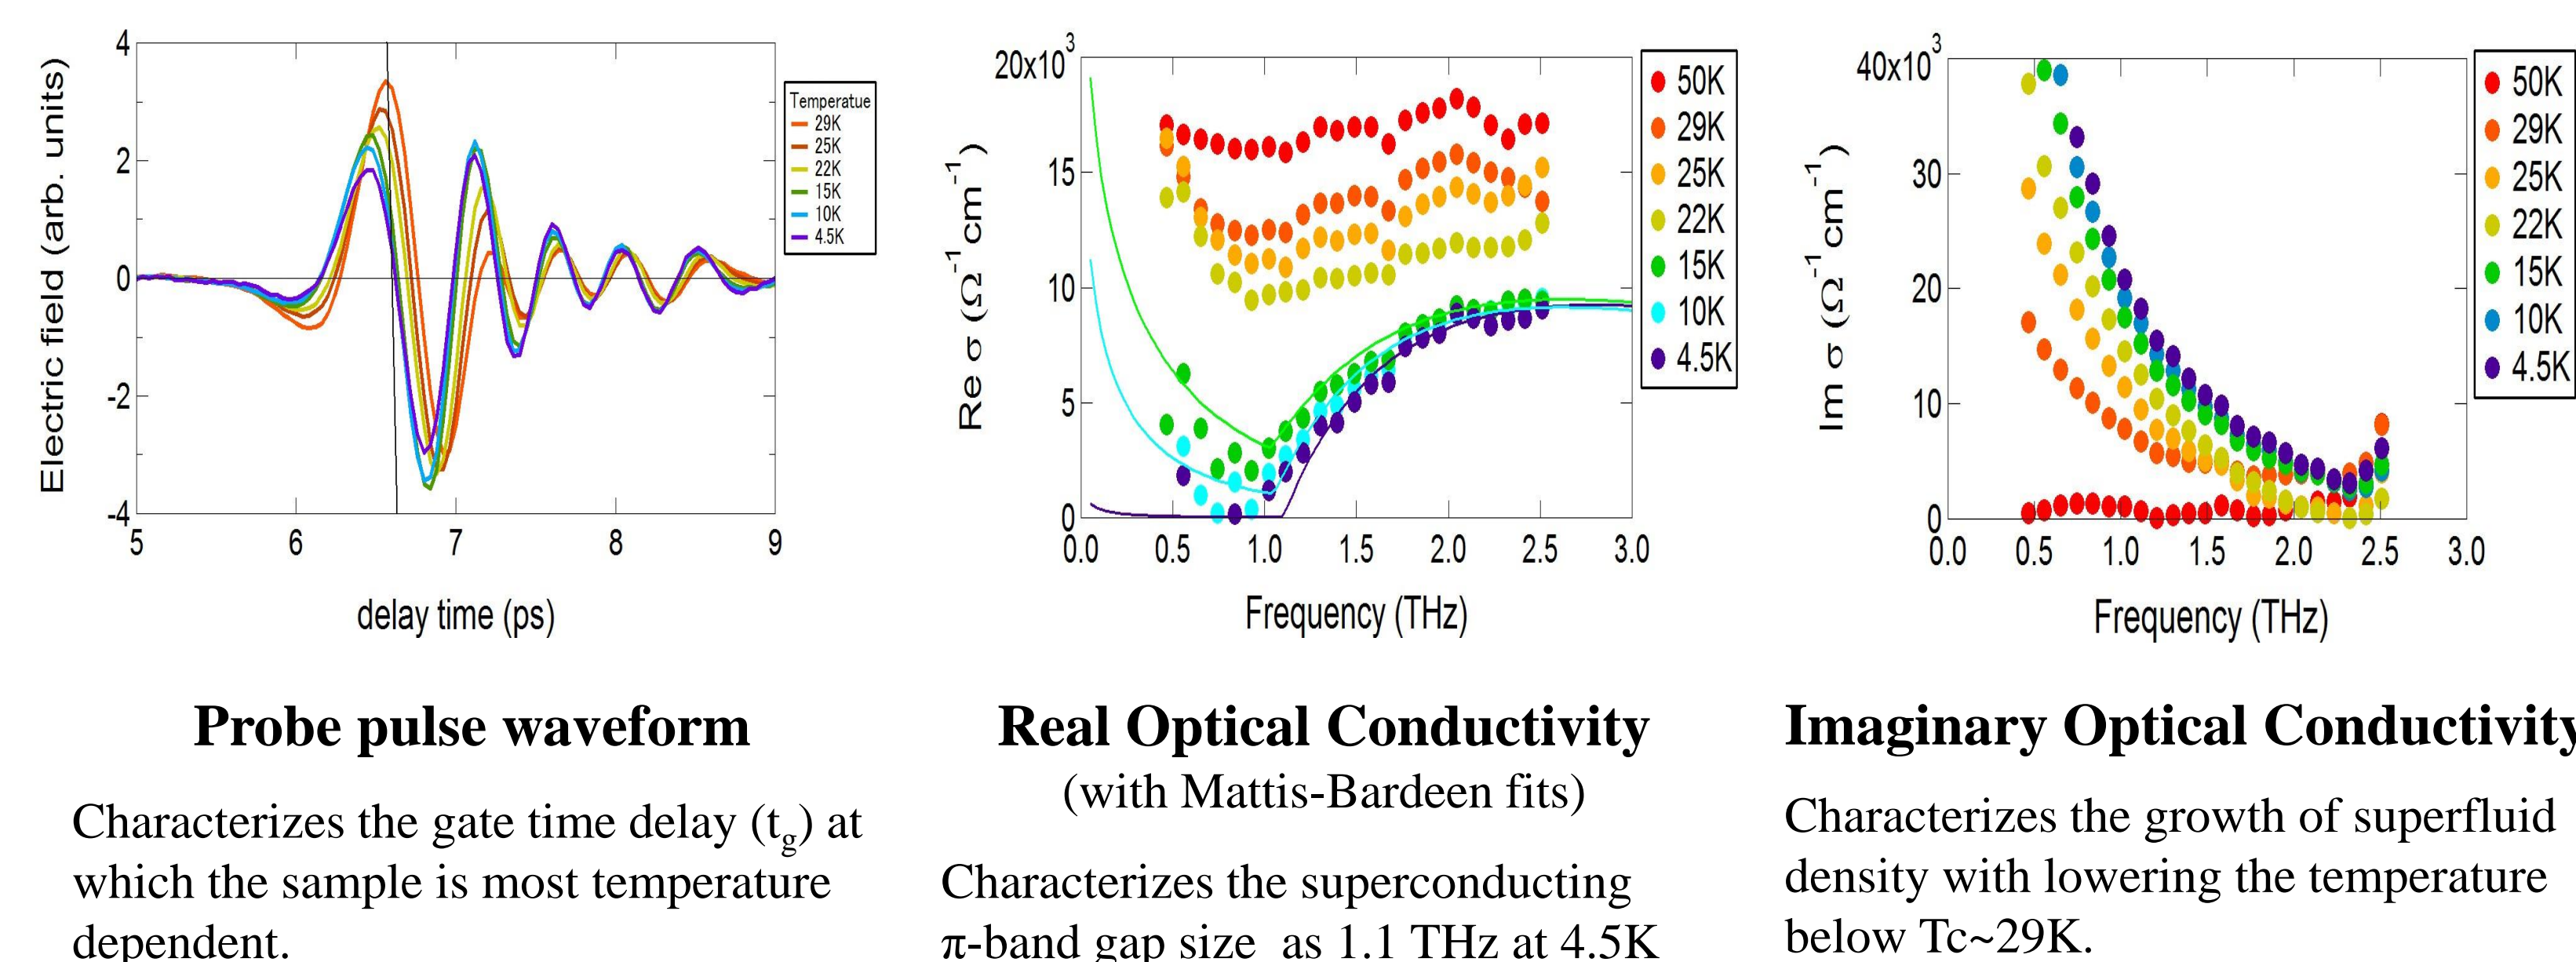 4
2
0
-2
-4
Electric field (arb. units)
5 6 7 8 9
delay time (ps)
Temperatue
29K
25K
22K
15K
10K
4.5K
Probe pulse waveform
Characterizes the gate time delay (tg) at
which the sample is most temperature
dependent.
20x10³
15
10
5
0
Re σ (Ω⁻¹cm⁻¹)
0.0 0.5 1.0 1.5 2.0 2.5 3.0
Frequency (THz)
50K
29K
25K
22K
15K
10K
4.5K
Real Optical Conductivity
(with Mattis-Bardeen fits)
Characterizes the superconducting
π-band gap size as 1.1 THz at 4.5K
40x10³
30
20
10
0
Im σ (Ω⁻¹cm⁻¹)
0.0 0.5 1.0 1.5 2.0 2.5 3.0
Frequency (THz)
50K
29K
25K
22K
15K
10K
4.5K
Imaginary Optical Conductivity
Characterizes the growth of superfluid
density with lowering the temperature
below Tc~29K.